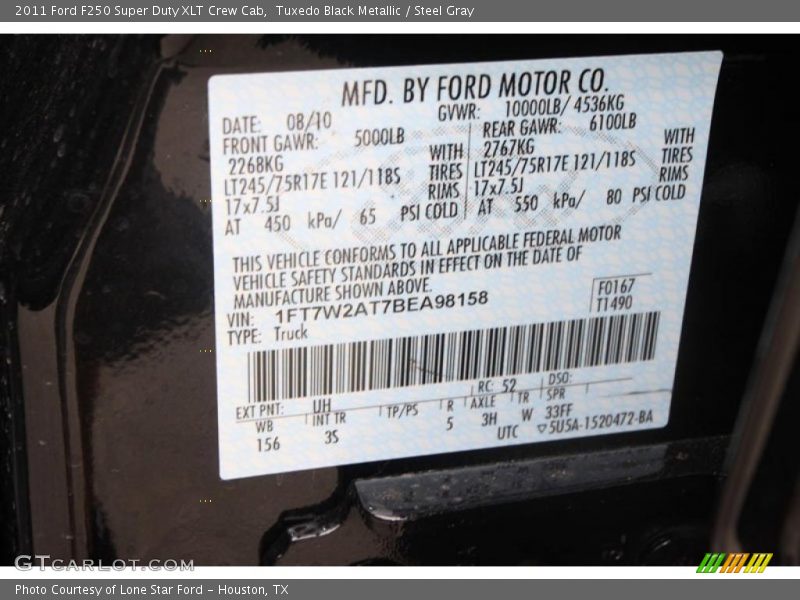 2011 Ford F250 Super Duty XLT Crew Cab,  Tuxedo Black Metallic / Steel Gray
MFD. BY FORD MOTOR CO.
DATE: 08/10 GVWR: 10000LB/ 4536KG
FRONT GAWR: 5000LB REAR GAWR: 6100LB
2268KG WITH 2767KG WITH
LT245/75R17E 121/118S TIRES LT245/75R17E 121/118S TIRES
17x7.5J RIMS 17x7.5J RIMS
AT 450 kPa/ 65 PSI COLD AT 550 kPa/ 80 PSI COLD
THIS VEHICLE CONFORMS TO ALL APPLICABLE FEDERAL MOTOR
VEHICLE SAFETY STANDARDS IN EFFECT ON THE DATE OF
MANUFACTURE SHOWN ABOVE.
VIN: 1FT7W2AT7BEA98158 F0167
TYPE: Truck T1490
EXT PNT: UH RC: 52 DSO:
WB INT TR TP/PS R AXLE TR SPR
156 3S 5 3H W 33FF
UTC ▽5U5A-1520472-BA
GTCarLot.com
Photo Courtesy of Lone Star Ford - Houston, TX